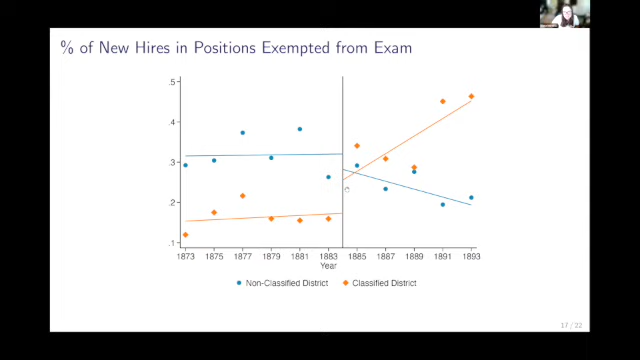 % of New Hires in Positions Exempted from Exam
.5
.4
.3
.2
.1
1873 1875 1877 1879 1881 1883 1885 1887 1889 1891 1893
Year
Non-Classified District Classified District
17 / 22